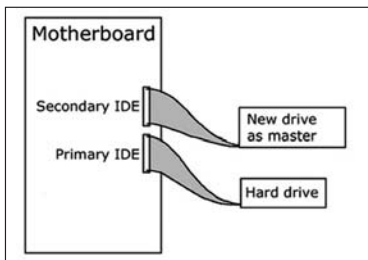 Motherboard
Secondary IDE
New drive
as master
Primary IDE
Hard drive